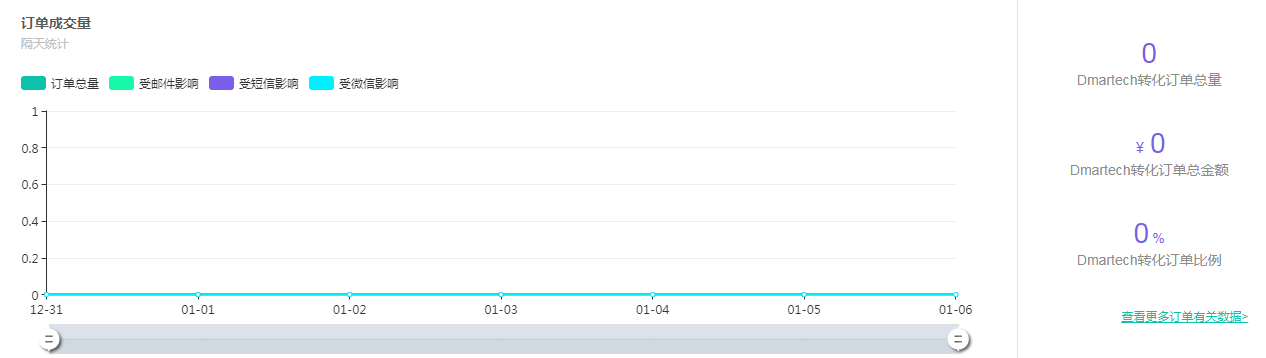 订单成交量
隔天统计
订单总量 受邮件影响 受短信影响 受微信影响
1
0.8
0.6
0.4
0.2
0
12-31 01-01 01-02 01-03 01-04 01-05 01-06
0
Dmartech转化订单总量
¥ 0
Dmartech转化订单总金额
0 %
Dmartech转化订单比例
查看更多订单有关数据>